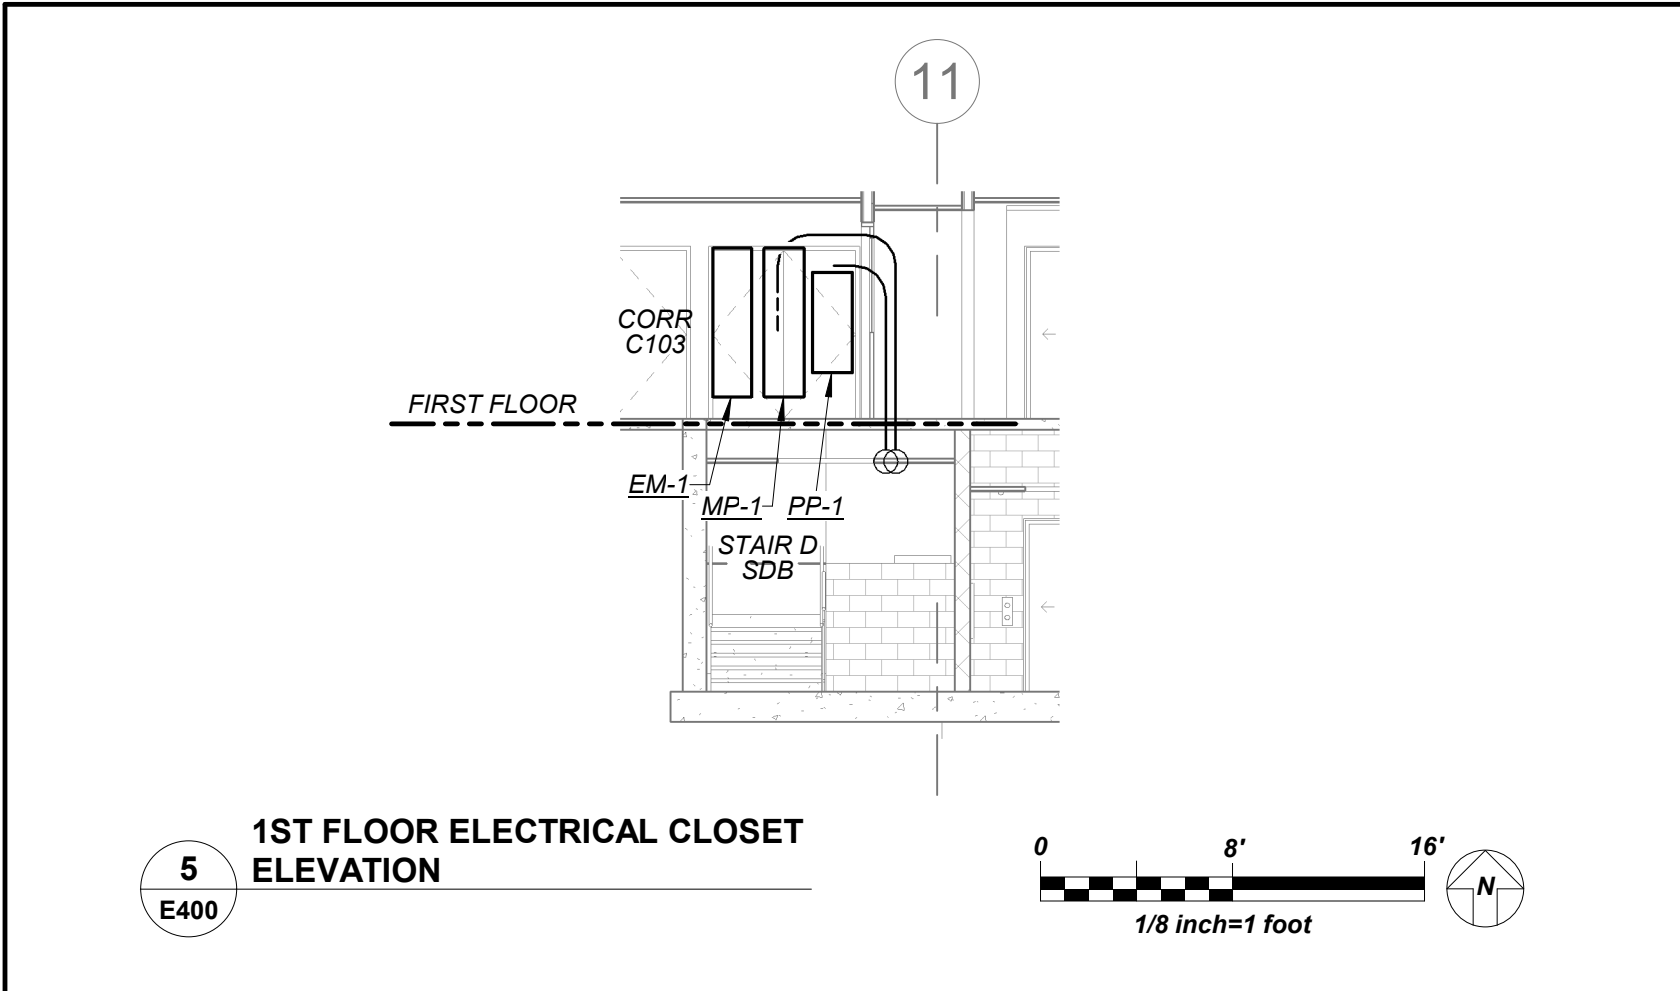 11
CORR
C103
FIRST FLOOR
EM-1
MP-1
PP-1
STAIR D
SDB
5
E400
1ST FLOOR ELECTRICAL CLOSET
ELEVATION
0
8'
16'
1/8 inch=1 foot
N